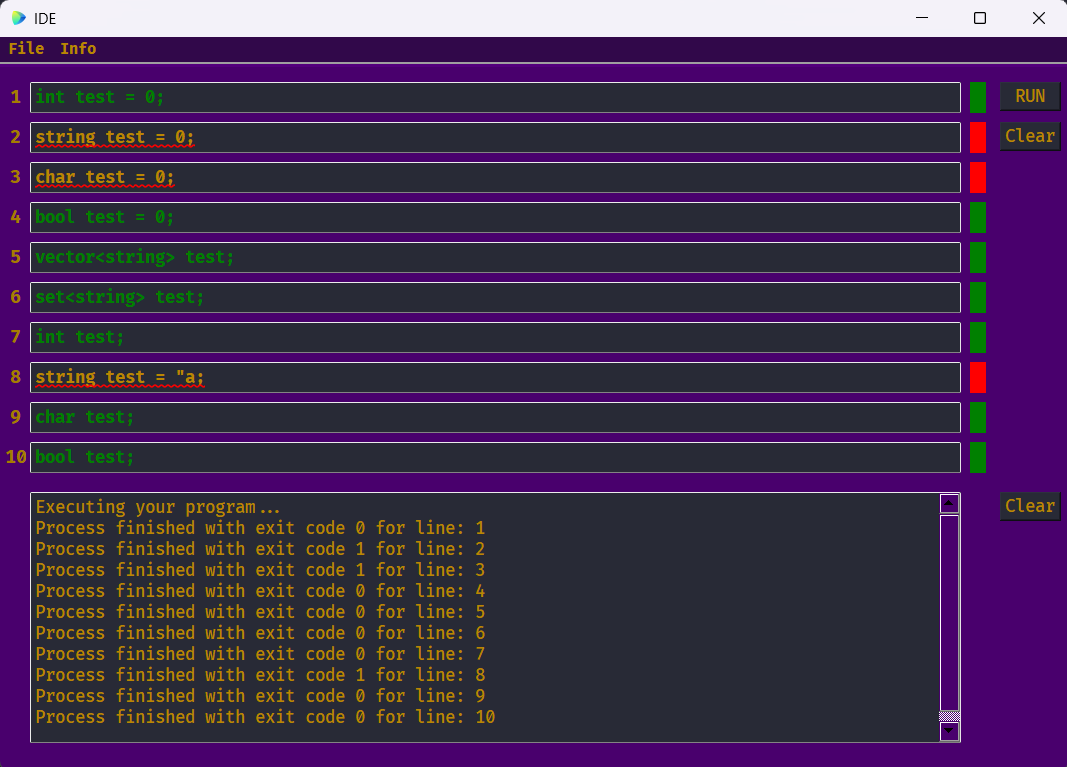 IDE
File Info
1 int test = 0; RUN
2 string test = 0; Clear
3 char test = 0;
4 bool test = 0;
5 vector<string> test;
6 set<string> test;
7 int test;
8 string test = "a;
9 char test;
10 bool test;
Executing your program... Clear
Process finished with exit code 0 for line: 1
Process finished with exit code 1 for line: 2
Process finished with exit code 1 for line: 3
Process finished with exit code 0 for line: 4
Process finished with exit code 0 for line: 5
Process finished with exit code 0 for line: 6
Process finished with exit code 0 for line: 7
Process finished with exit code 1 for line: 8
Process finished with exit code 0 for line: 9
Process finished with exit code 0 for line: 10